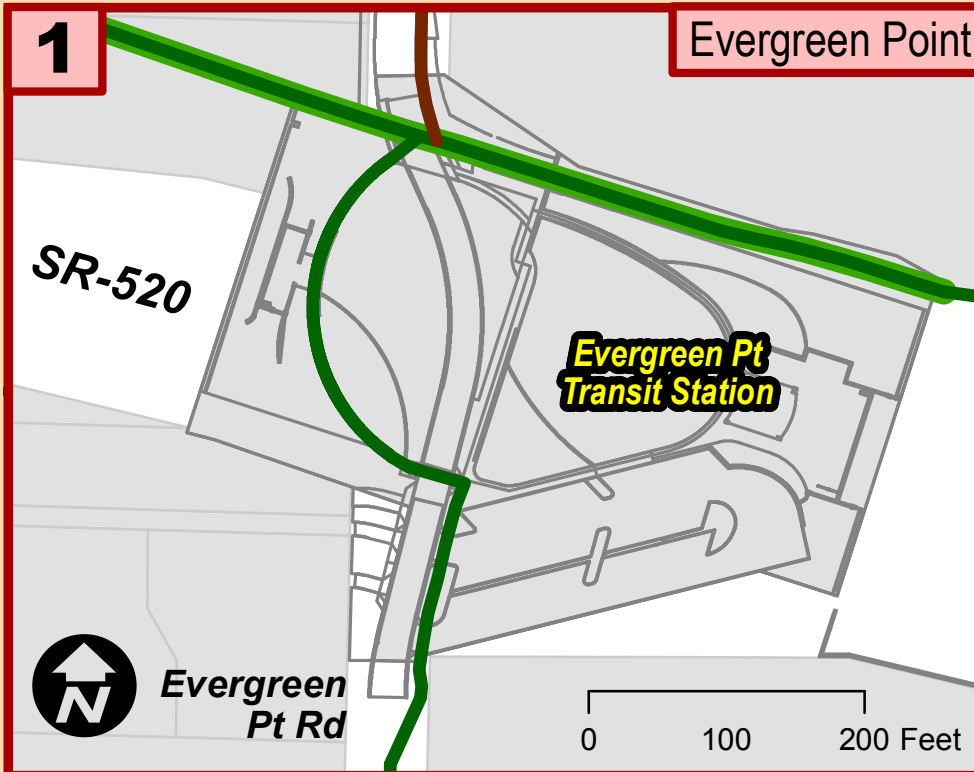 1
Evergreen Point
SR-520
Evergreen Pt
Transit Station
N
Evergreen
Pt Rd
0 100 200 Feet